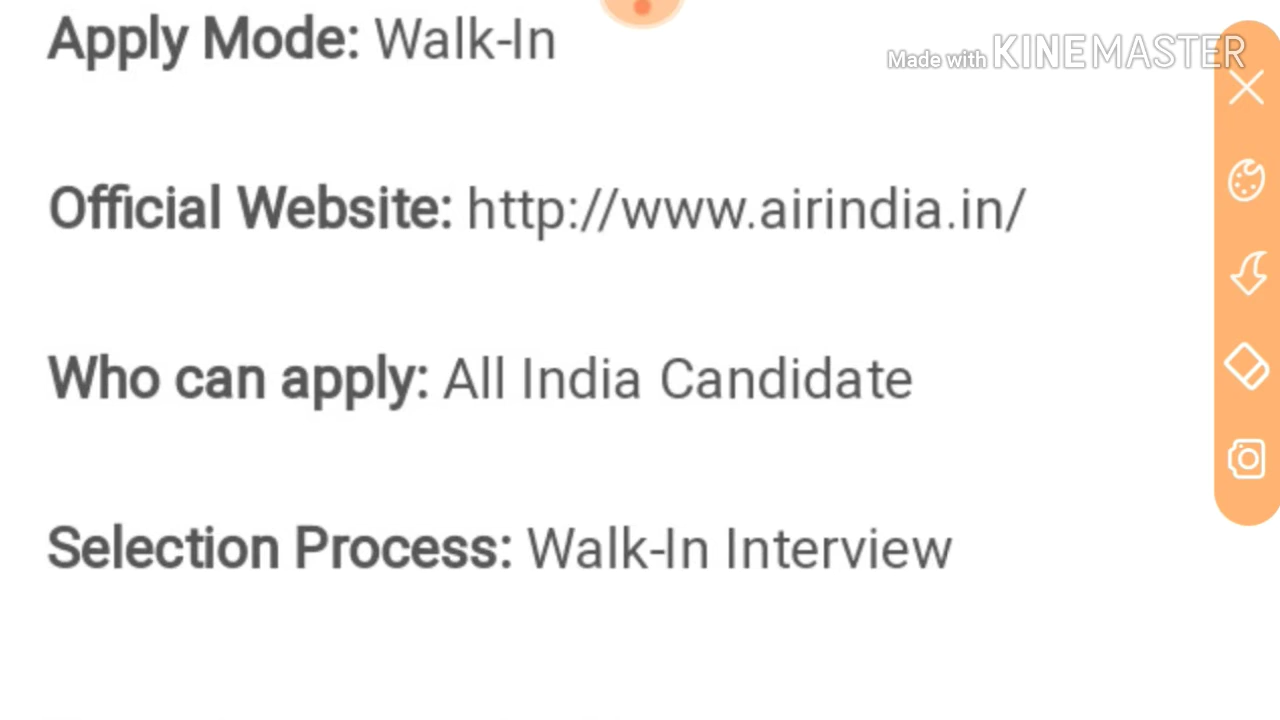 Apply Mode: Walk-In
Made with KINEMASTER
Official Website: http://www.airindia.in/
Who can apply: All India Candidate
Selection Process: Walk-In Interview